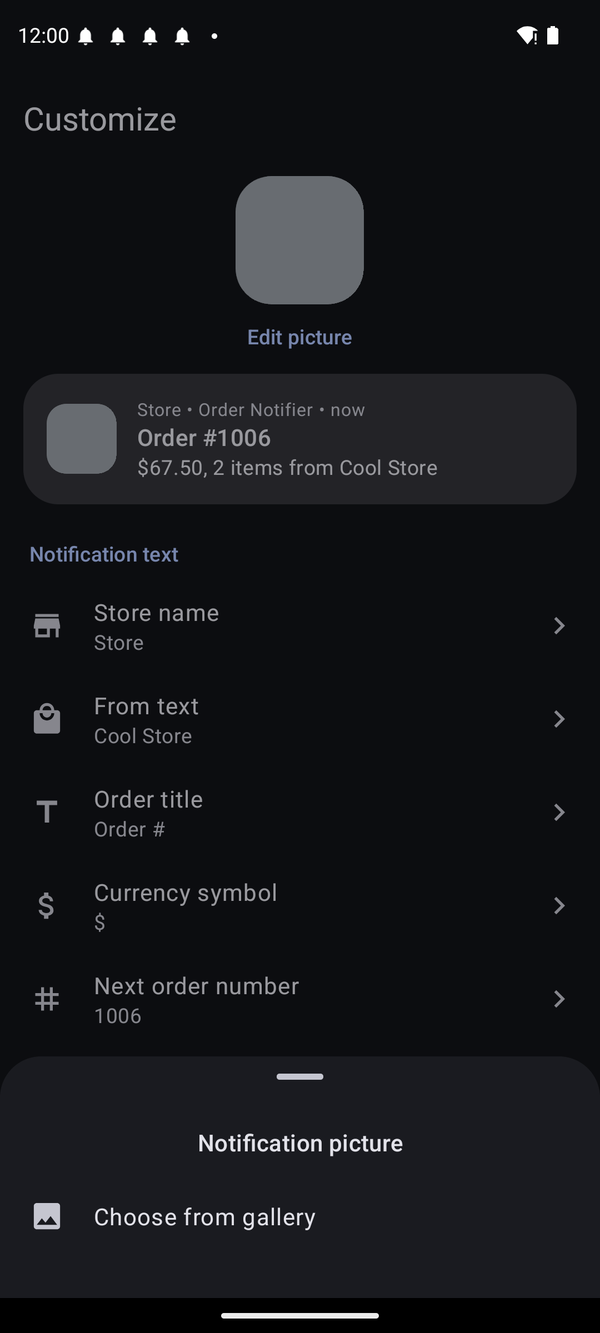 12:00
Customize
Edit picture
Store • Order Notifier • now
Order #1006
$67.50, 2 items from Cool Store
Notification text
Store name
Store
From text
Cool Store
Order title
Order #
Currency symbol
$
Next order number
1006
Notification picture
Choose from gallery